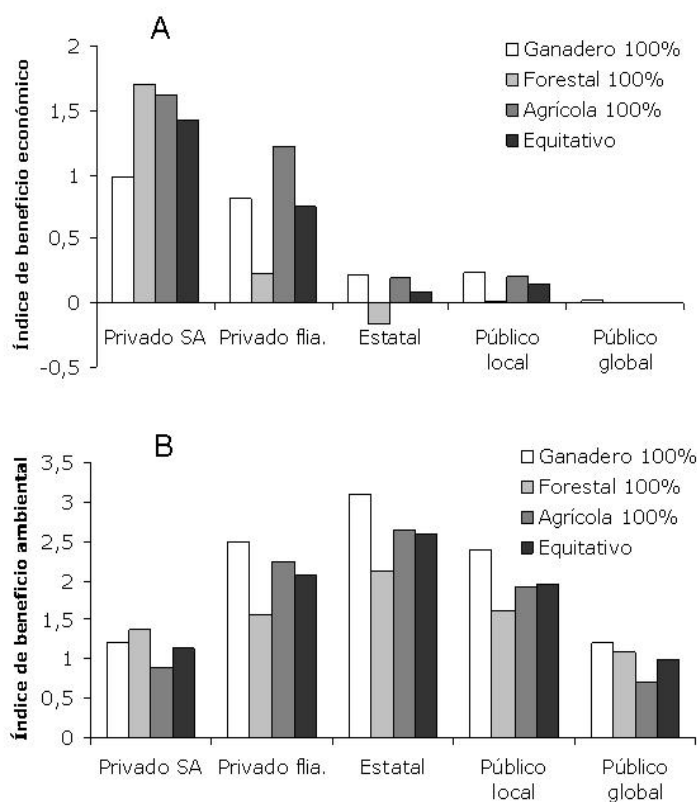 A
Índice de beneficio económico
2
1,5
1
0,5
0
-0,5
Ganadero 100%
Forestal 100%
Agrícola 100%
Equitativo
Privado SA
Privado flia.
Estatal
Público local
Público global
B
Índice de beneficio ambiental
3,5
3
2,5
2
1,5
1
0,5
0
Ganadero 100%
Forestal 100%
Agrícola 100%
Equitativo
Privado SA
Privado flia.
Estatal
Público local
Público global